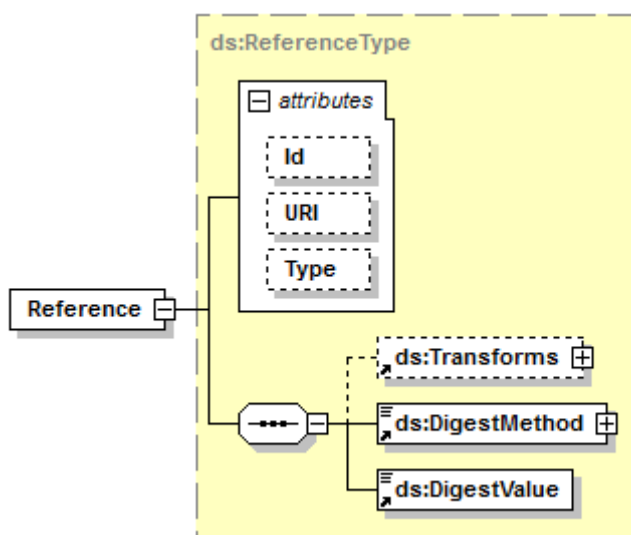 ds:ReferenceType
attributes
Id
URI
Type
Reference
ds:Transforms
ds:DigestMethod
ds:DigestValue